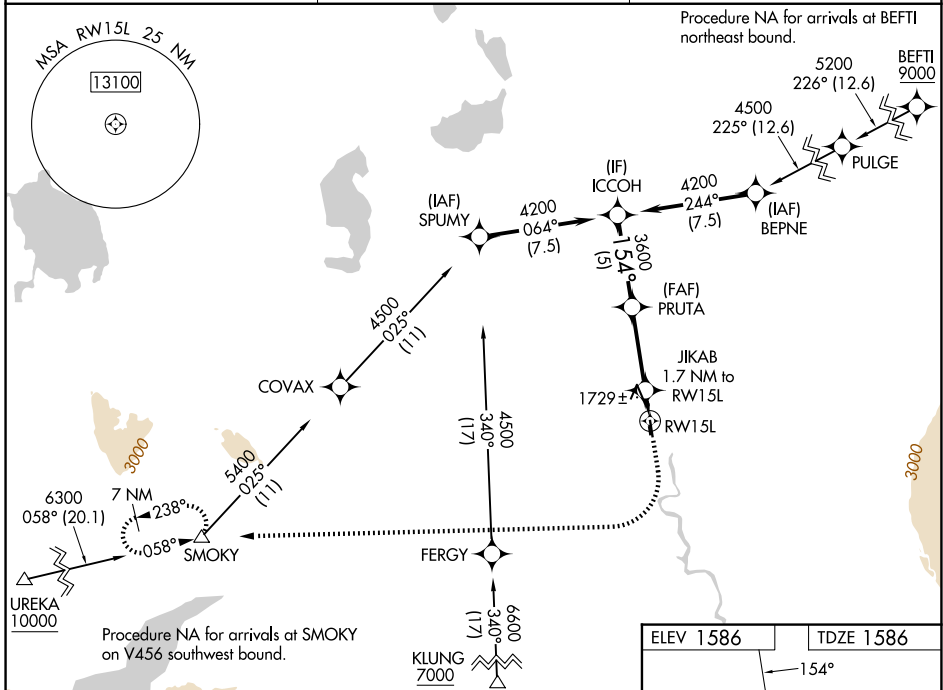 MSA RW15L 25 NM
13100
Procedure NA for arrivals at BEFTI
northeast bound.
BEFTI
9000
5200
226° (12.6)
4500
225° (12.6)
PULGE
(IF)
ICCOH
4200
244°
(7.5)
(IAF)
BEPNE
(IAF)
SPUMY
4200
064°
(7.5)
3600
154°
(5)
(FAF)
PRUTA
4500
025°
(11)
COVAX
JIKAB
1.7 NM to
RW15L
1729±
RW15L
4500
340°
(17)
3000
3000
5400
025°
(11)
6300
058° (20.1)
7 NM
238°
058°
SMOKY
FERGY
UREKA
10000
6600
340°
(17)
Procedure NA for arrivals at SMOKY
on V456 southwest bound.
KLUNG
7000
ELEV 1586
TDZE 1586
154°